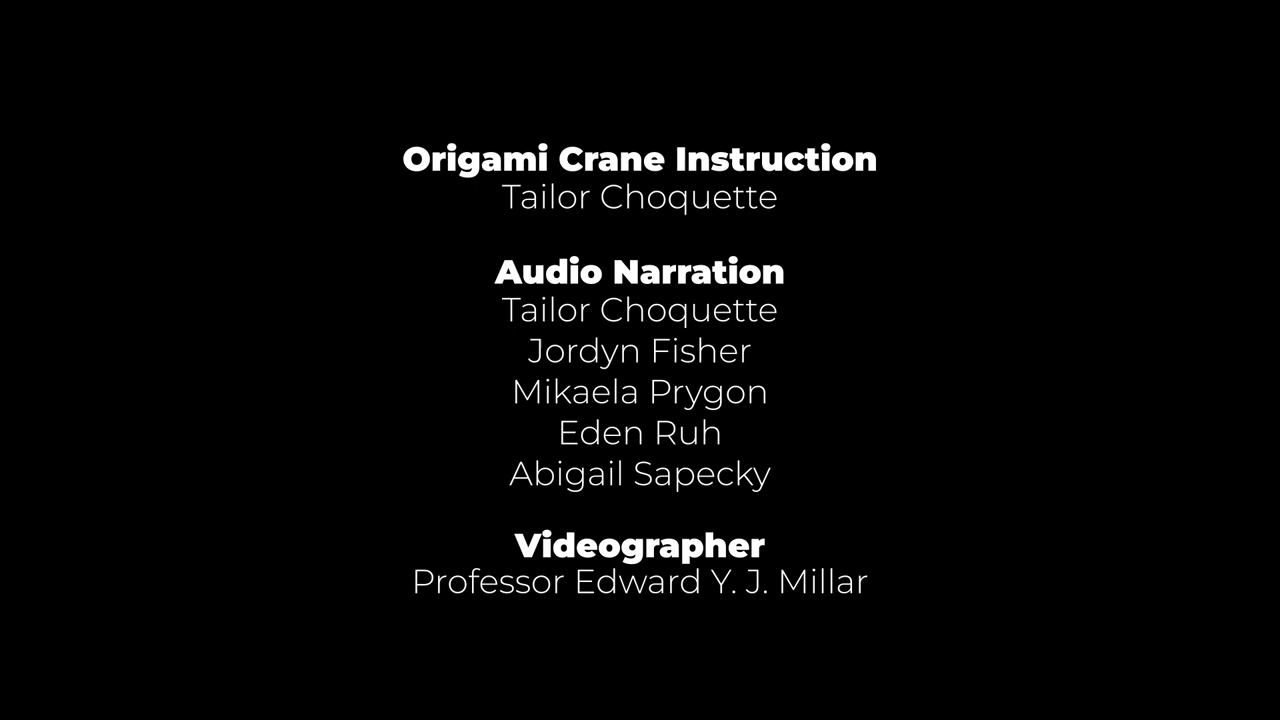 Origami Crane Instruction
Tailor Choquette
Audio Narration
Tailor Choquette
Jordyn Fisher
Mikaela Prygon
Eden Ruh
Abigail Sapecky
Videographer
Professor Edward Y. J. Millar